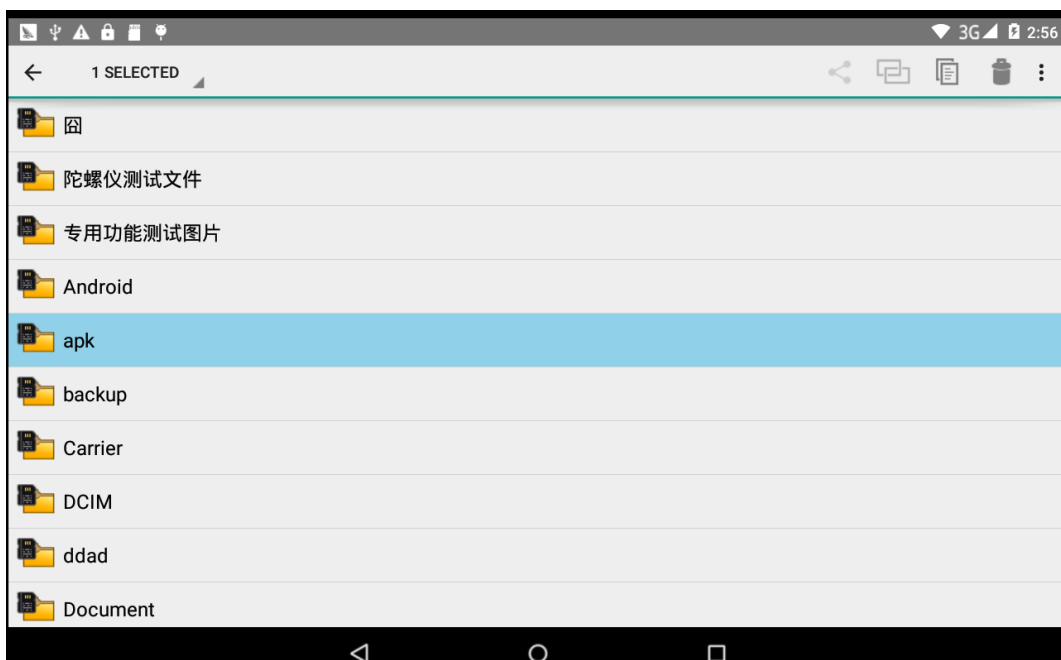 3G 2:56
1 SELECTED
囧
陀螺仪测试文件
专用功能测试图片
Android
apk
backup
Carrier
DCIM
ddad
Document